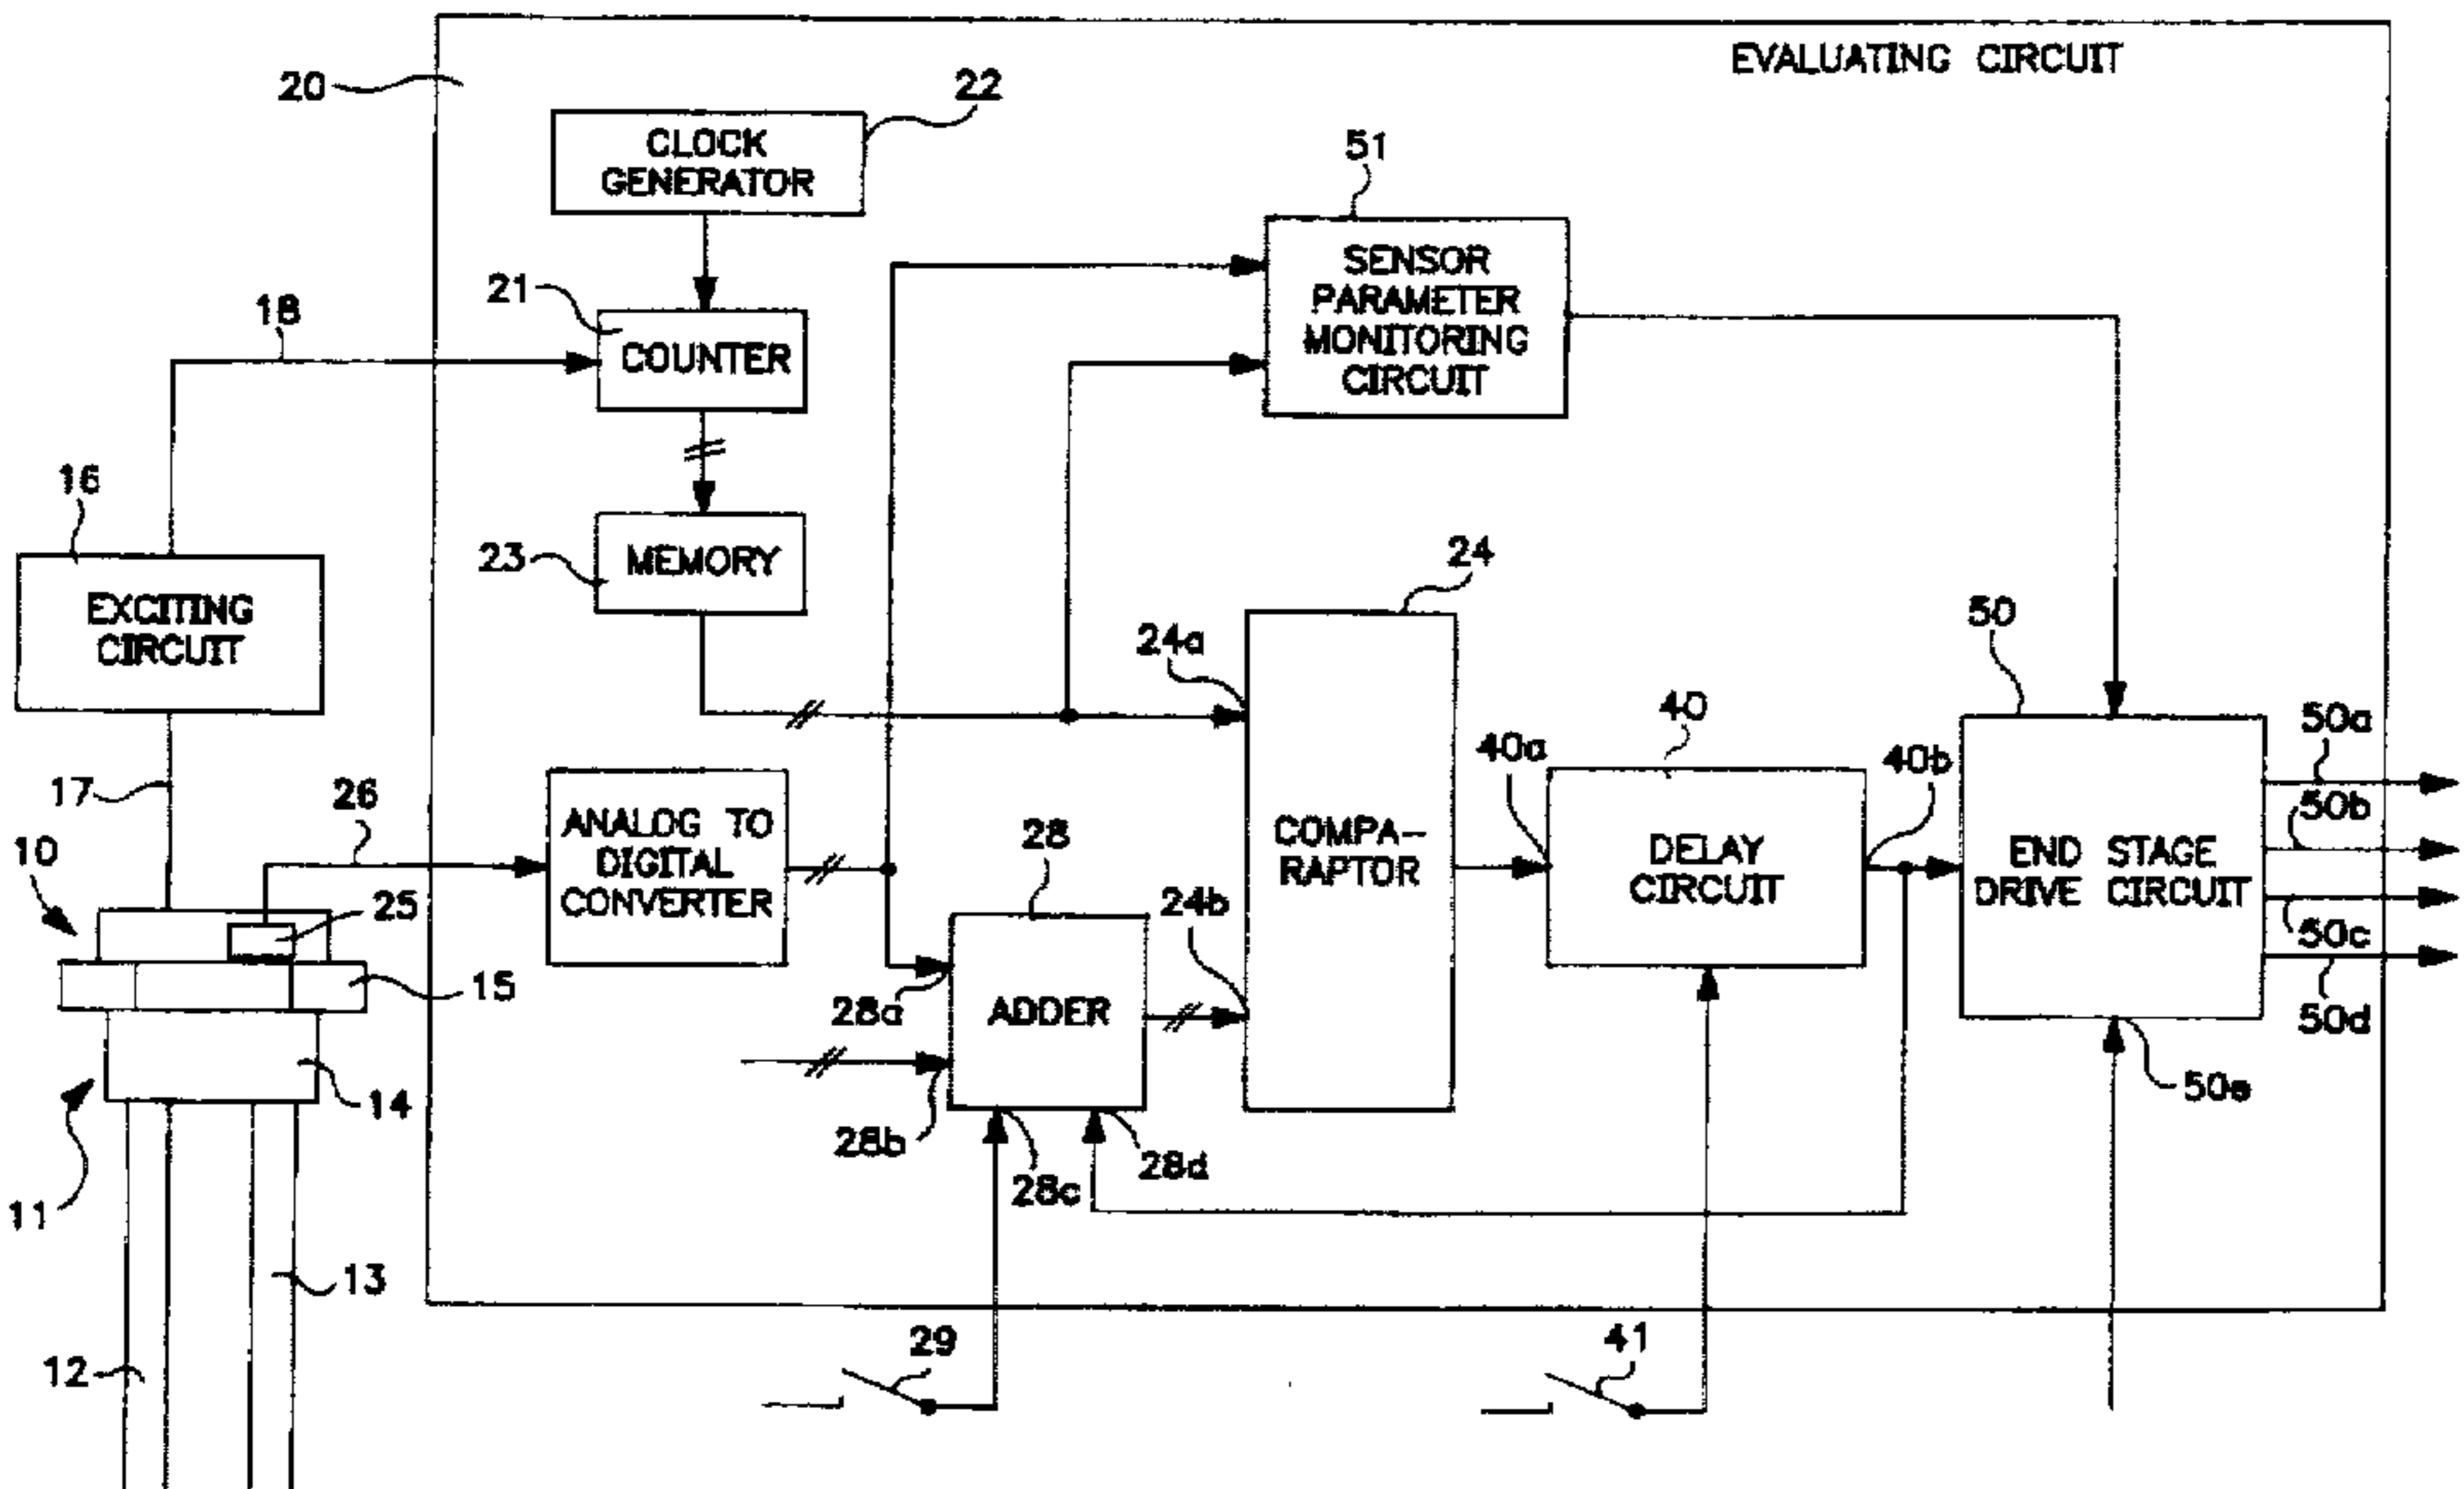 EVALUATING CIRCUIT
20
22
CLOCK
GENERATOR
51
SENSOR
PARAMETER
MONITORING
CIRCUIT
21
18
COUNTER
16
23
MEMORY
24
EXCITING
CIRCUIT
24a
50
40
50a
40a
40b
17
26
50b
ANALOG TO
DIGITAL
CONVERTER
28
COMPA-
RAPTOR
DELAY
CIRCUIT
END STAGE
DRIVE CIRCUIT
10
25
24b
50c
15
28a
ADDER
50d
14
50e
28b
28d
28c
11
13
29
41
12